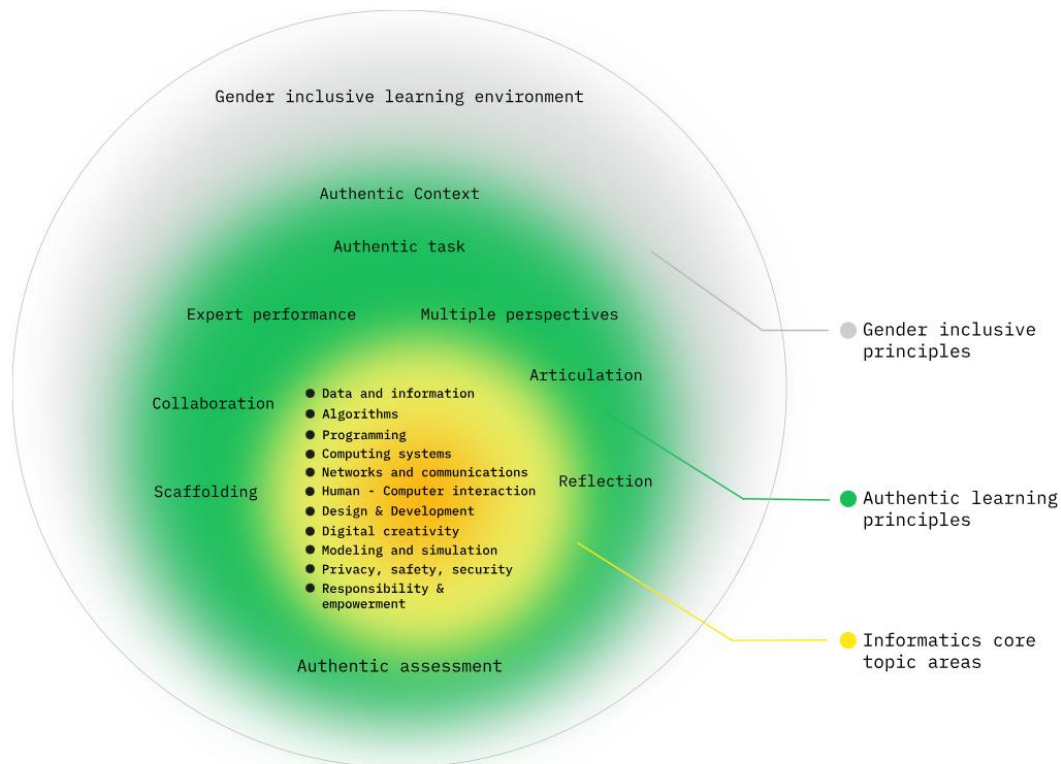 Gender inclusive learning environment
Authentic Context
Authentic task
Expert performance
Multiple perspectives
Articulation
Collaboration
Scaffolding
Reflection
● Data and information
● Algorithms
● Programming
● Computing systems
● Networks and communications
● Human - Computer interaction
● Design & Development
● Digital creativity
● Modeling and simulation
● Privacy, safety, security
● Responsibility &
empowerment
Authentic assessment
Gender inclusive
principles
Authentic learning
principles
Informatics core
topic areas